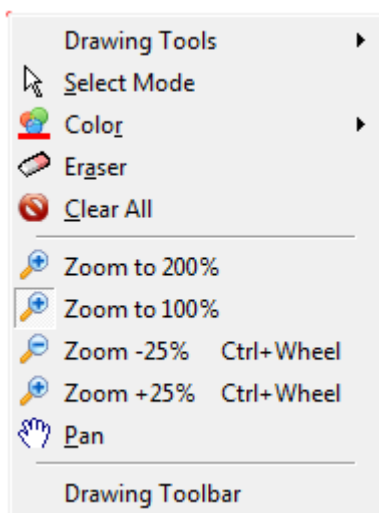 Drawing Tools
Select Mode
Color
Eraser
Clear All
Zoom to 200%
Zoom to 100%
Zoom -25% Ctrl+Wheel
Zoom +25% Ctrl+Wheel
Pan
Drawing Toolbar